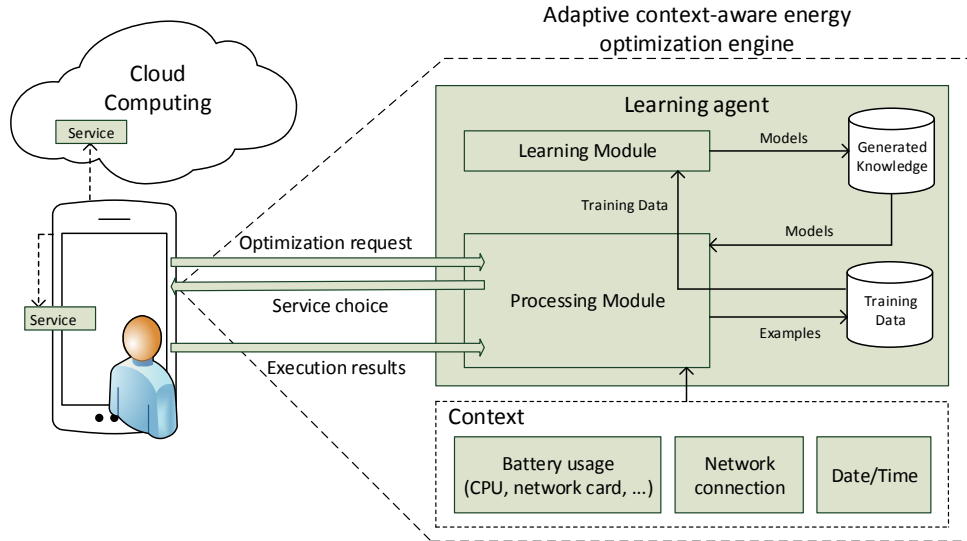 Adaptive context-aware energy
optimization engine
Cloud
Computing
Service
Learning agent
Learning Module
Models
Generated
Knowledge
Training Data
Optimization request
Models
Service choice
Processing Module
Service
Training
Data
Examples
Execution results
Context
Battery usage
(CPU, network card, ...)
Network
connection
Date/Time